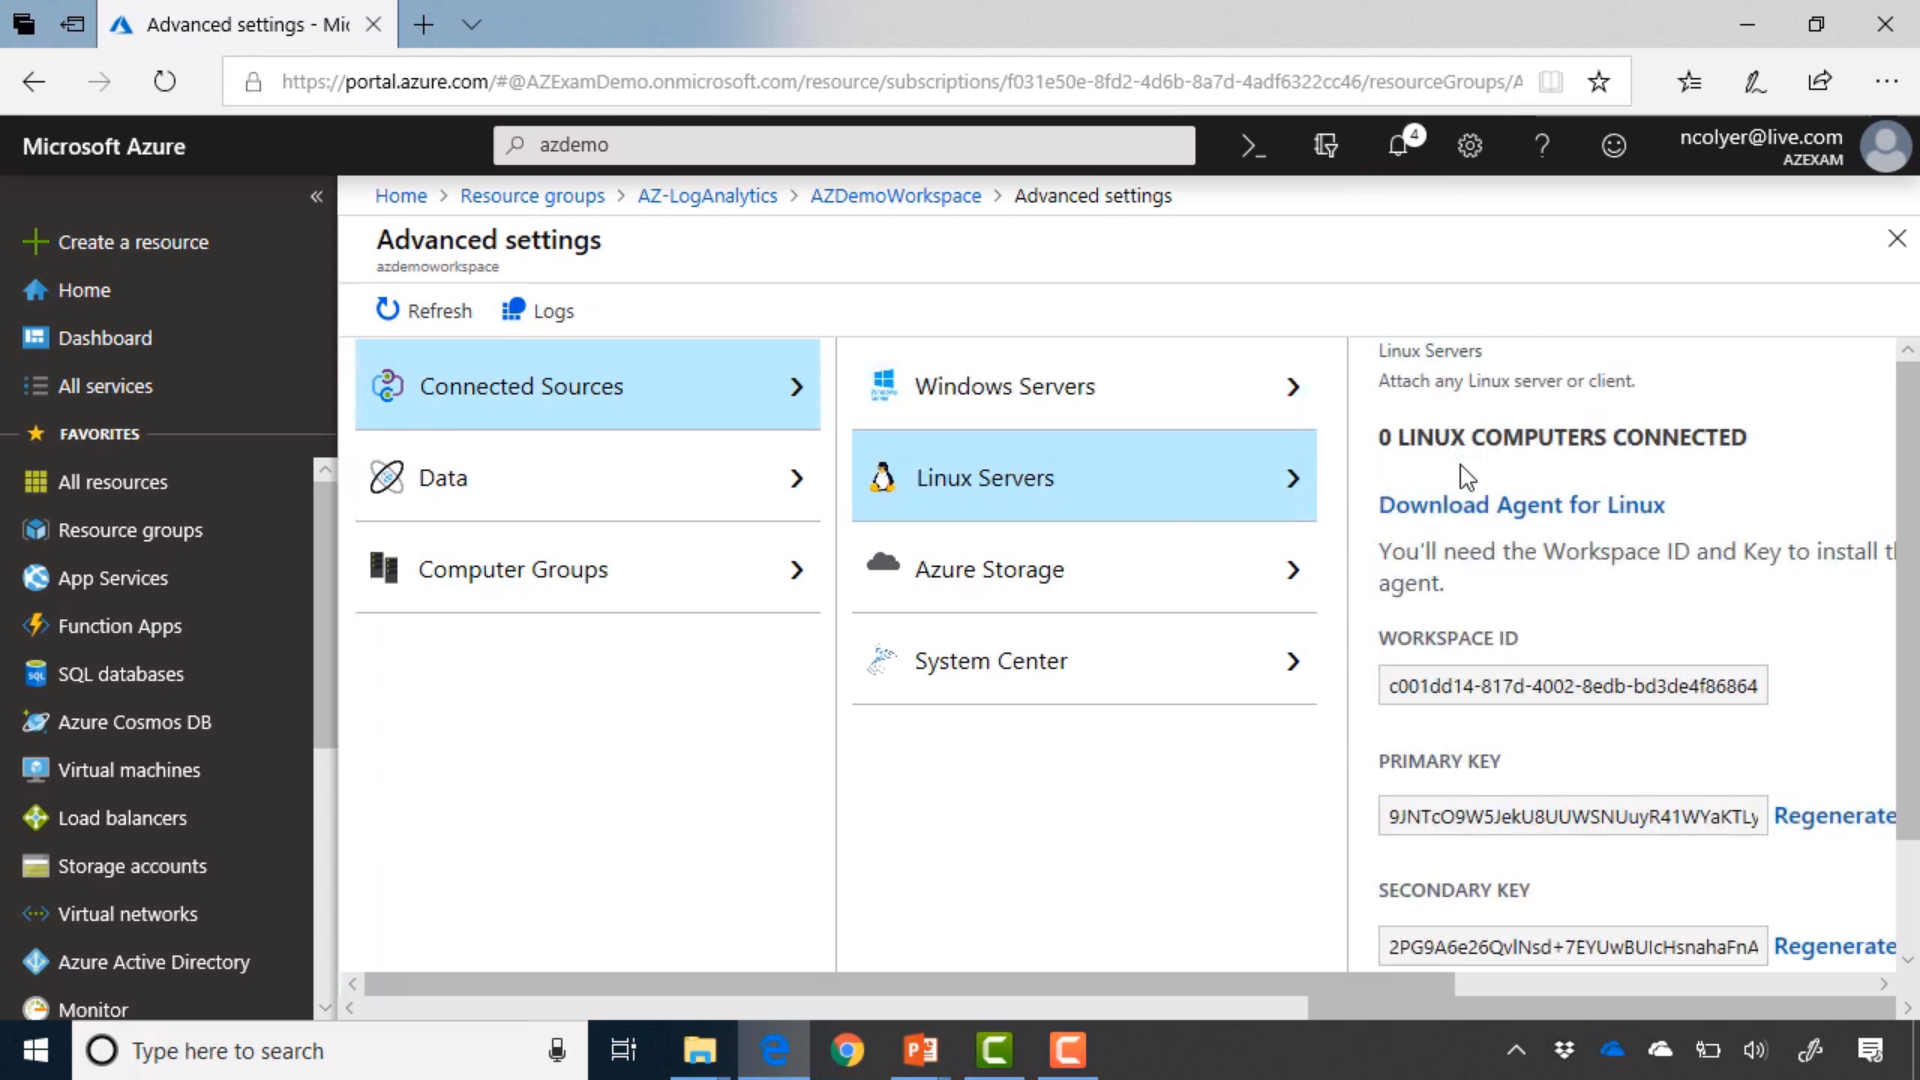 Advanced settings - Mic
https://portal.azure.com/#@AZExamDemo.onmicrosoft.com/resource/subscriptions/f031e50e-8fd2-4d6b-8a7d-4adf6322cc46/resourceGroups/A
Microsoft Azure
azdemo
4
ncolyer@live.com
AZEXAM
Home > Resource groups > AZ-LogAnalytics > AZDemoWorkspace > Advanced settings
Advanced settings
azdemoworkspace
Refresh
Logs
Create a resource
Home
Dashboard
All services
FAVORITES
All resources
Resource groups
App Services
Function Apps
SQL databases
Azure Cosmos DB
Virtual machines
Load balancers
Storage accounts
Virtual networks
Azure Active Directory
Monitor
Connected Sources
Data
Computer Groups
Windows Servers
Linux Servers
Azure Storage
System Center
Linux Servers
Attach any Linux server or client.
0 LINUX COMPUTERS CONNECTED
Download Agent for Linux
You'll need the Workspace ID and Key to install
agent.
WORKSPACE ID
c001dd14-817d-4002-8edb-bd3de4f86864
PRIMARY KEY
9JNTcO9W5JekU8UUWSNUuyR41WYaKTLy
Regenerate
SECONDARY KEY
2PG9A6e26QvlNsd+7EYUwBUIcHsnahaFnA
Regenerate
Type here to search